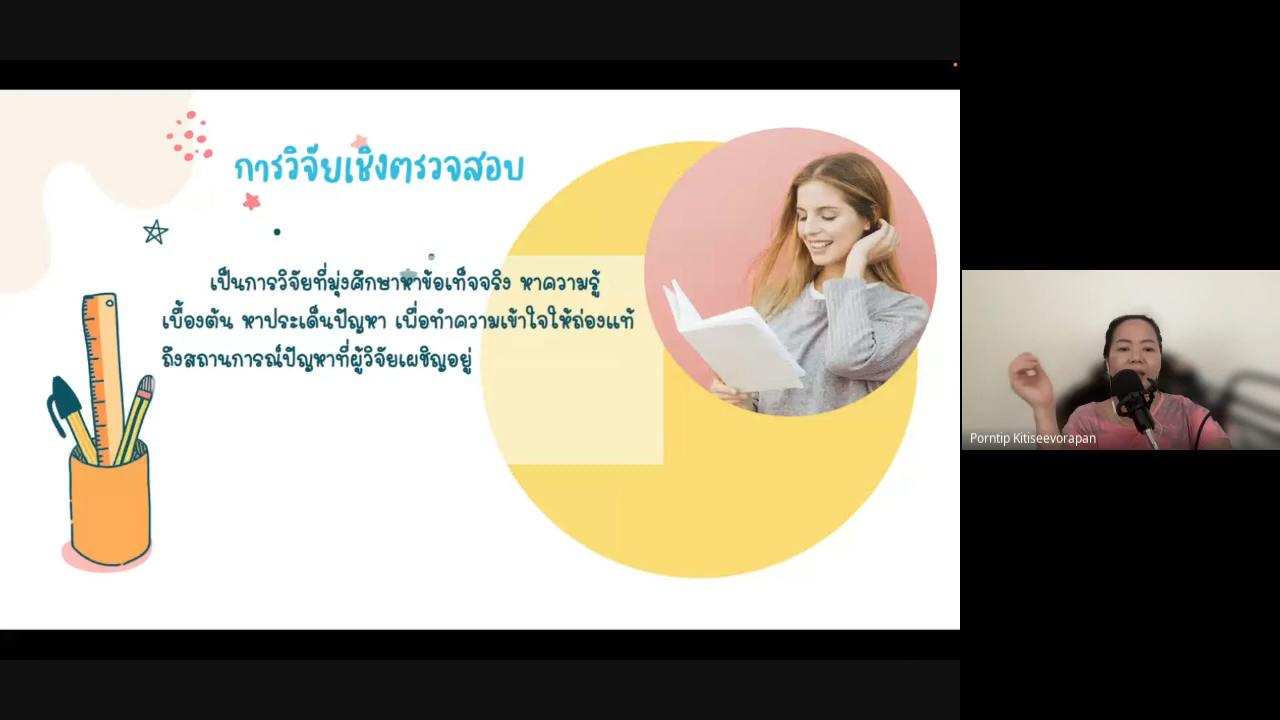 การวิจัยเชิงตรวจสอบ
เป็นการวิจัยที่มุ่งศึกษาหาข้อเท็จจริง หาความรู้
เบื้องต้น หาประเด็นปัญหา เพื่อทำความเข้าใจให้ถ่องแท้
ถึงสถานการณ์ปัญหาที่ผู้วิจัยเผชิญอยู่
Porntip Kitiseevorapan